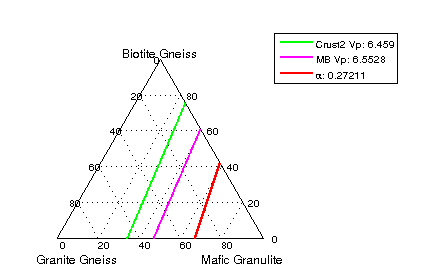 Biotite Gneiss
Crust2 Vp: 6.459
MB Vp: 6.5528
α: 0.27211
0
20 80
40 60
60 40
80 20
0
0 20 40 60 80
Granite Gneiss Mafic Granulite